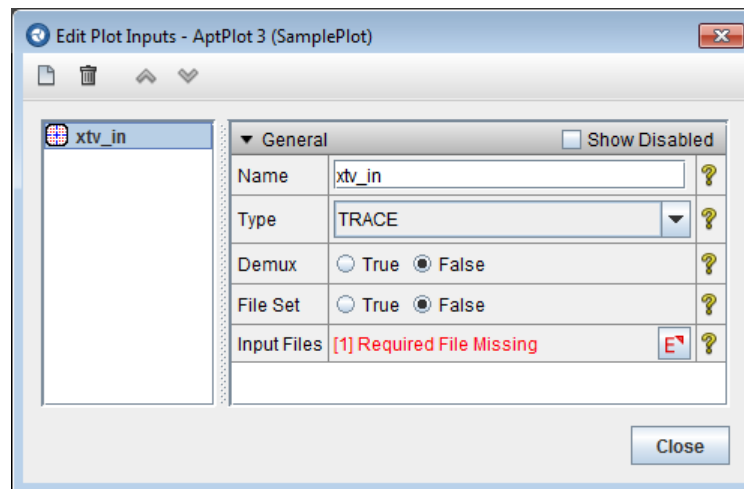 Edit Plot Inputs - AptPlot 3 (SamplePlot)
xtv_in
General
Show Disabled
Name
xtv_in
Type
TRACE
Demux
True
False
File Set
True
False
Input Files
[1] Required File Missing
E
Close